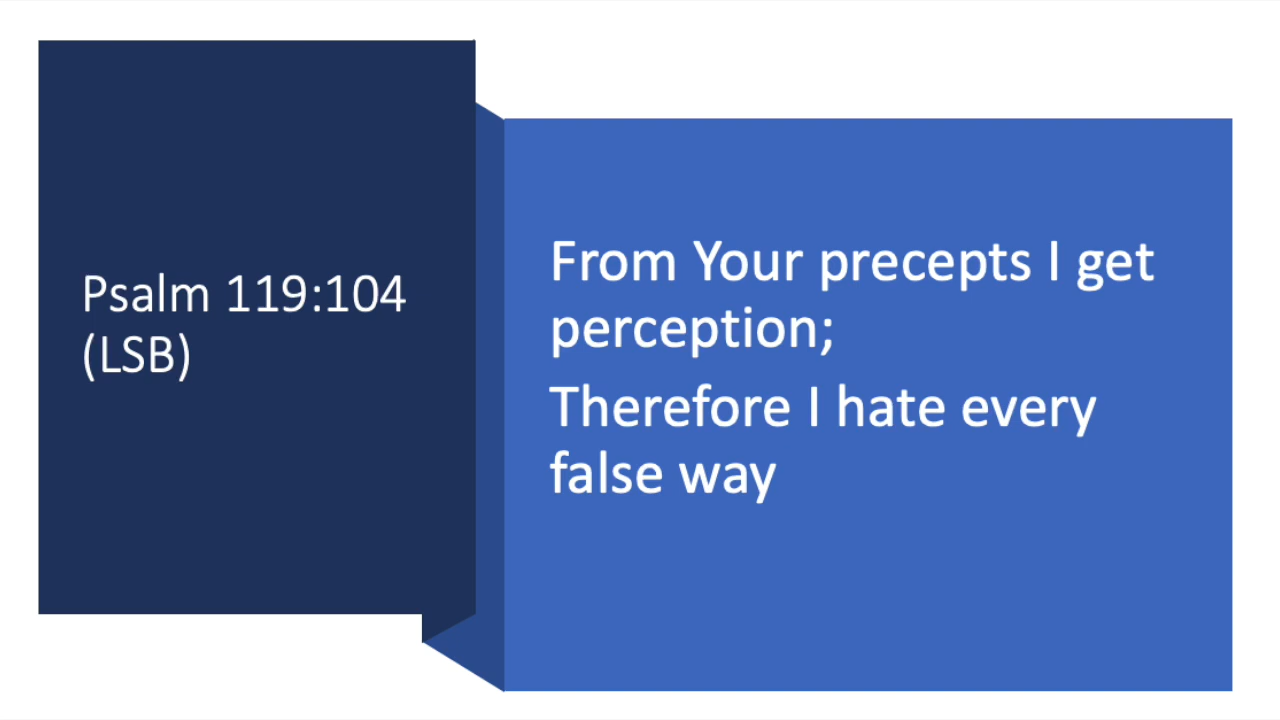 Psalm 119:104
(LSB)
From Your precepts I get
perception;
Therefore I hate every
false way